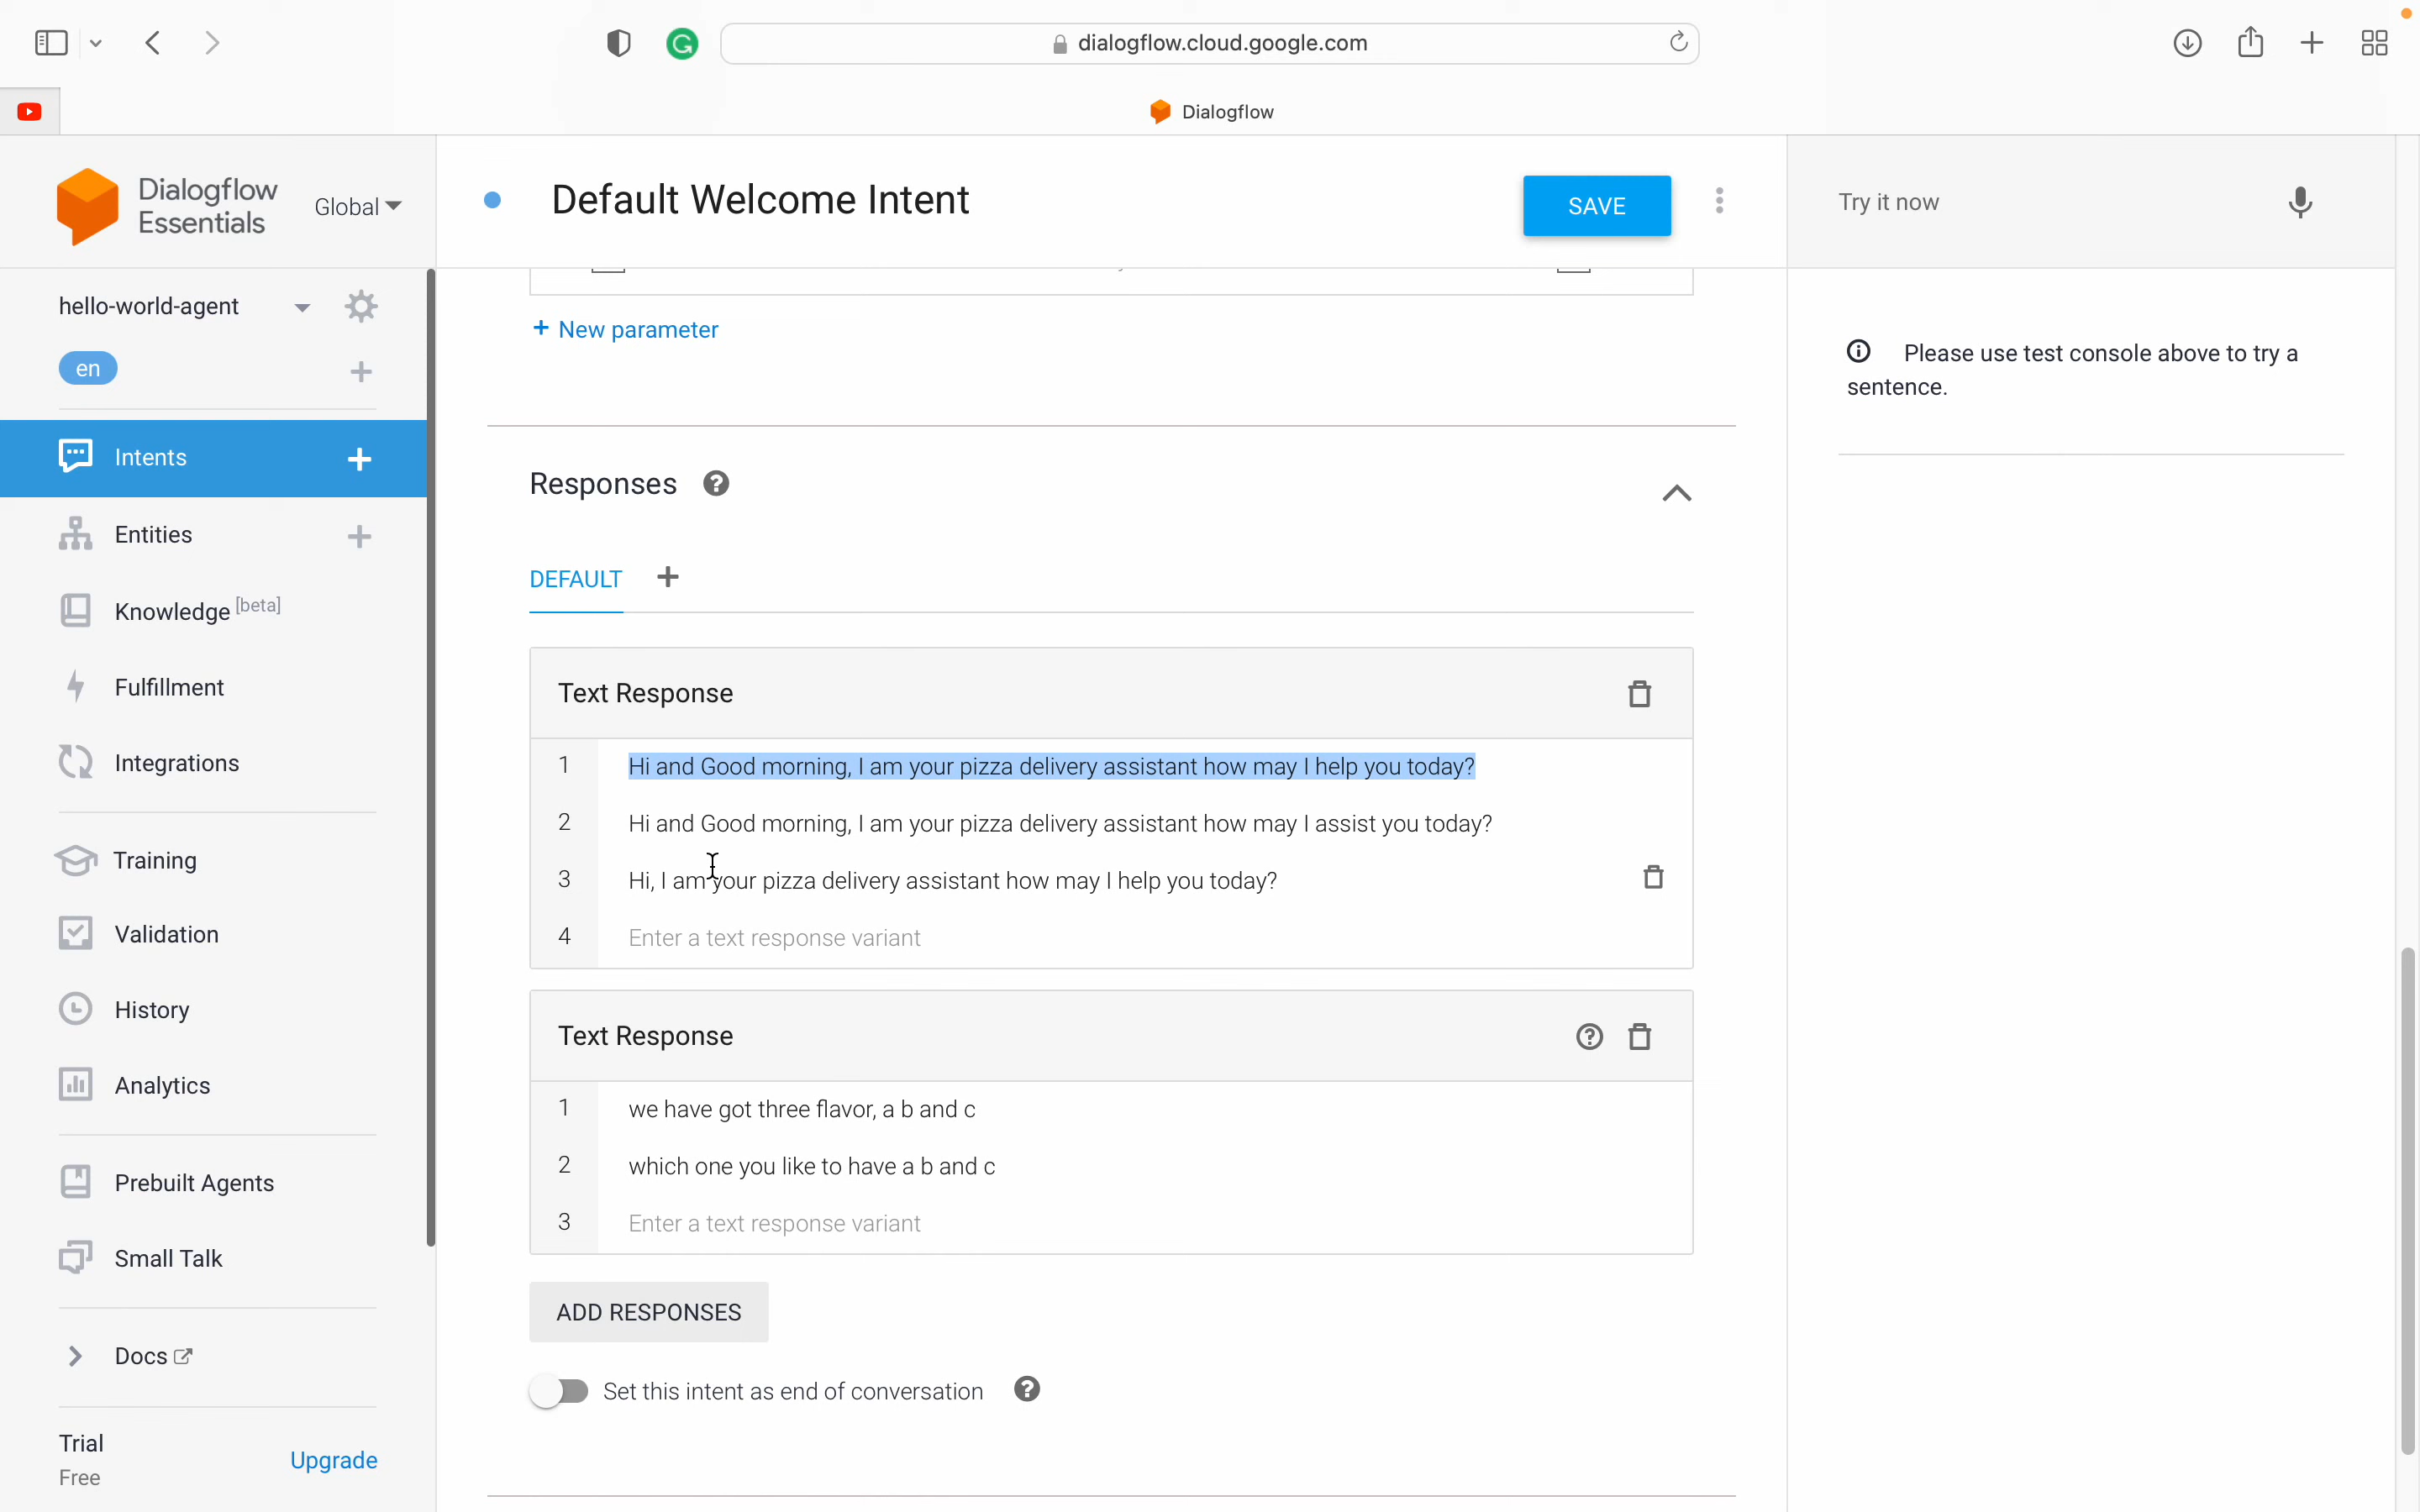 dialogflow.cloud.google.com
Dialogflow
Dialogflow
Essentials
Global
Default Welcome Intent
SAVE
Try it now
hello-world-agent
en
Please use test console above to try a
sentence.
+ New parameter
Intents
Entities
Knowledge [beta]
Fulfillment
Integrations
Training
Validation
History
Analytics
Prebuilt Agents
Small Talk
Docs
Trial
Free
Upgrade
Responses
DEFAULT
Text Response
1 Hi and Good morning, I am your pizza delivery assistant how may I help you today?
2 Hi and Good morning, I am your pizza delivery assistant how may I assist you today?
3 Hi, I am your pizza delivery assistant how may I help you today?
4 Enter a text response variant
Text Response
1 we have got three flavor, a b and c
2 which one you like to have a b and c
3 Enter a text response variant
ADD RESPONSES
Set this intent as end of conversation